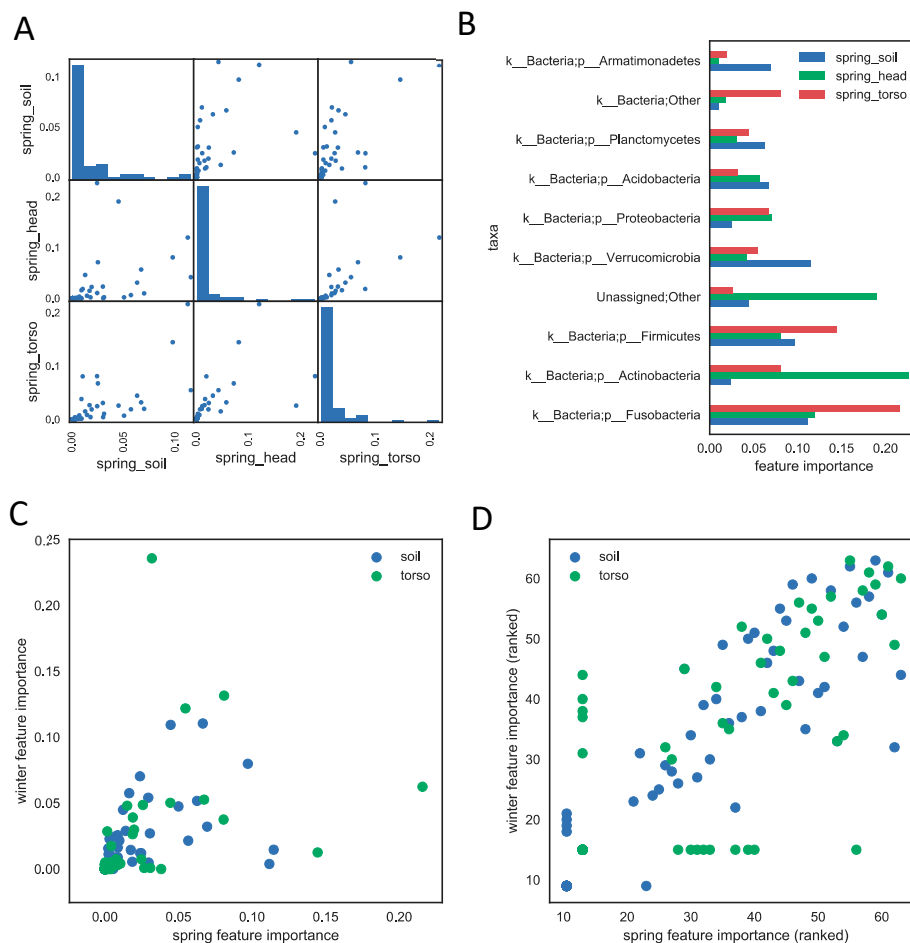 A
0.1
0.05
0.0
spring_soil
0.2
0.1
0.0
spring_head
0.2
0.1
0.0
spring_torso
0.00
0.05
0.10
0.0
0.1
0.2
0.0
0.1
0.2
spring_soil
spring_head
spring_torso
B
k__Bacteria;p__Armatimonadetes
k__Bacteria;Other
k__Bacteria;p__Planctomycetes
k__Bacteria;p__Acidobacteria
k__Bacteria;p__Proteobacteria
k__Bacteria;p__Verrucomicrobia
Unassigned;Other
k__Bacteria;p__Firmicutes
k__Bacteria;p__Actinobacteria
k__Bacteria;p__Fusobacteria
taxa
spring_soil
spring_head
spring_torso
0.00 0.05 0.10 0.15 0.20
feature importance
C
0.25
0.20
0.15
0.10
0.05
0.00
winter feature importance
soil
torso
0.00 0.05 0.10 0.15 0.20
spring feature importance
D
60
50
40
30
20
10
winter feature importance (ranked)
soil
torso
10 20 30 40 50 60
spring feature importance (ranked)